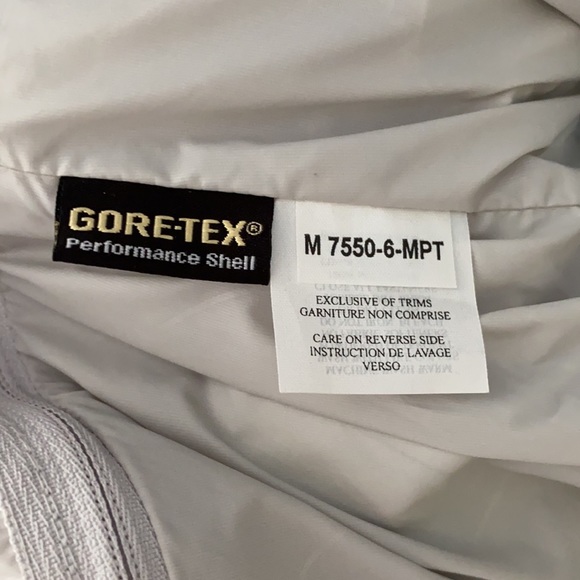 GORE-TEX®
Performance Shell
M 7550-6-MPT
EXCLUSIVE OF TRIMS
GARNITURE NON COMPRISE
CARE ON REVERSE SIDE
INSTRUCTION DE LAVAGE
VERSO